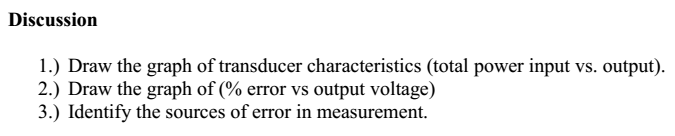 Discussion
1.) Draw the graph of transducer characteristics (total power input vs. output).
2.) Draw the graph of (% error vs output voltage)
3.) Identify the sources of error in measurement.